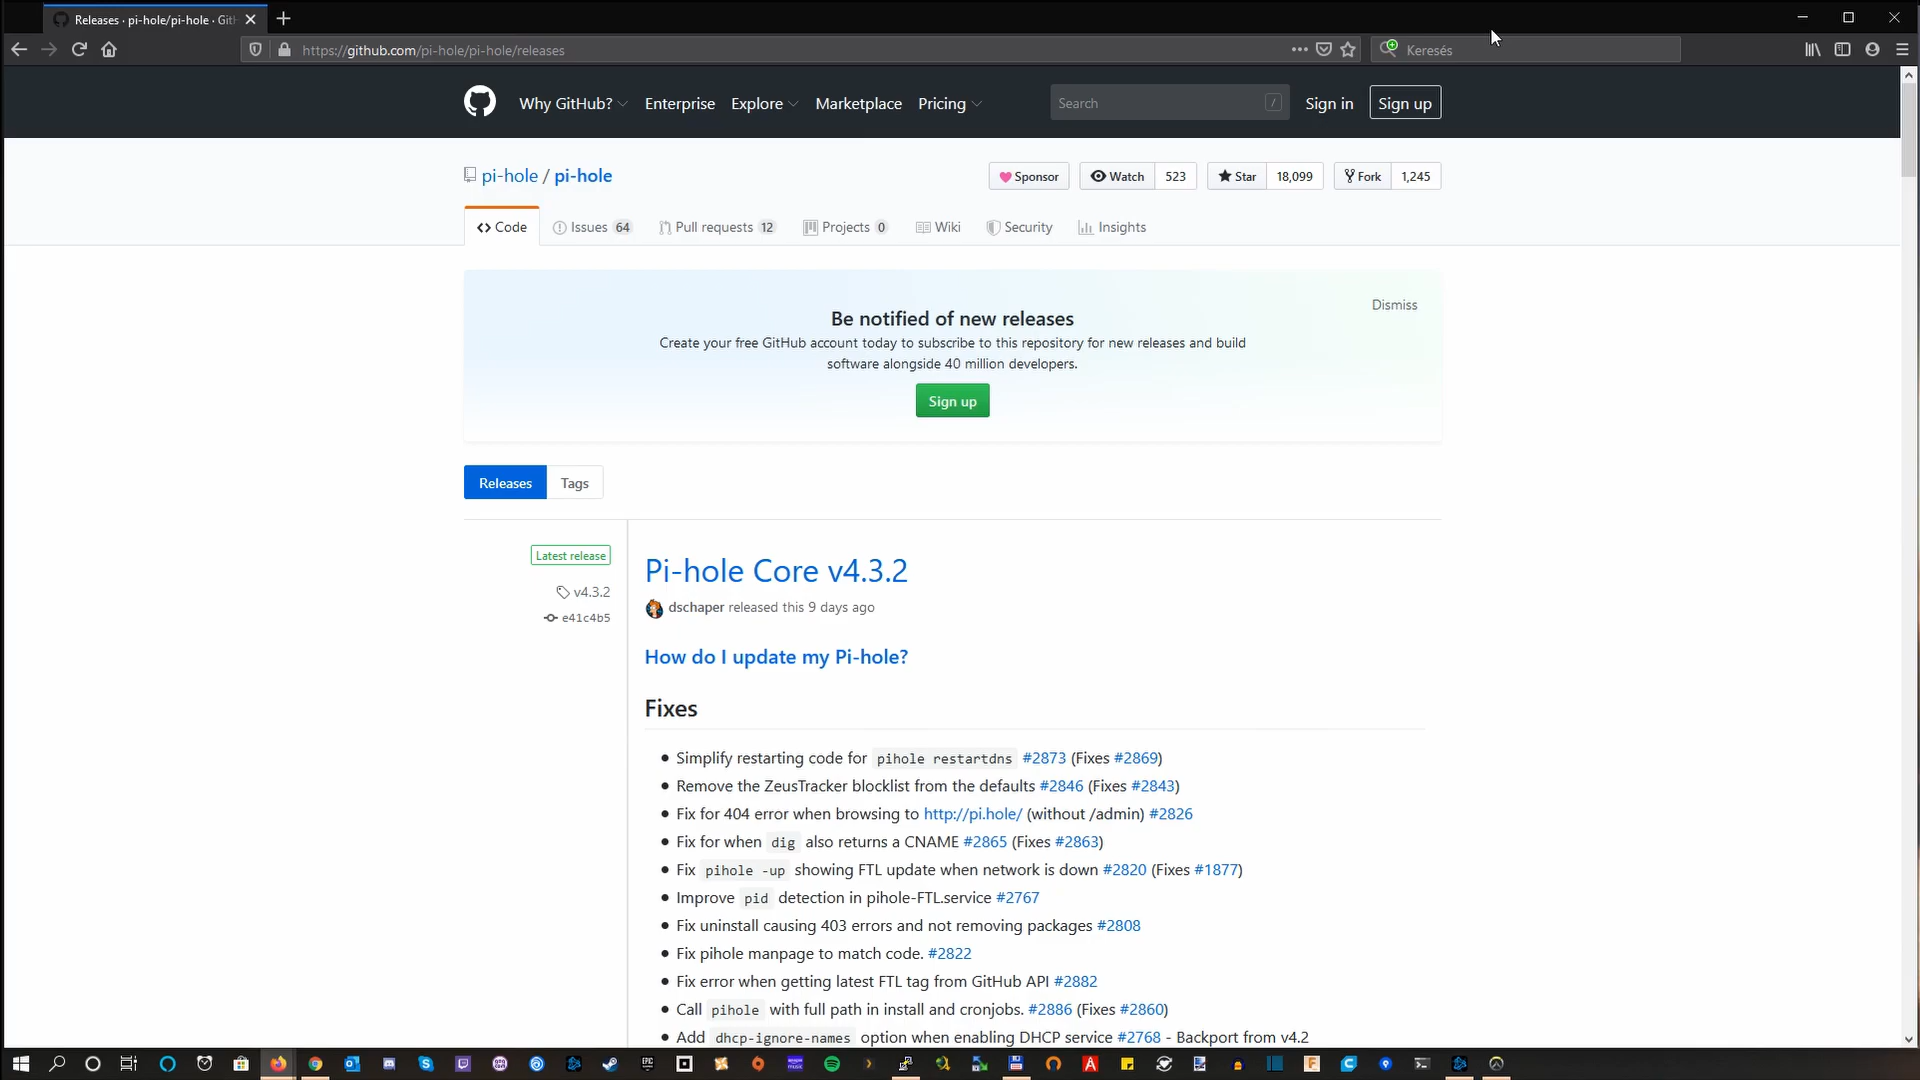 Releases · pi-hole/pi-hole · Git
https://github.com/pi-hole/pi-hole/releases
Keresés
Why GitHub? Enterprise Explore Marketplace Pricing Search / Sign in Sign up
pi-hole / pi-hole
Sponsor Watch 523 Star 18,099 Fork 1,245
Code Issues 64 Pull requests 12 Projects 0 Wiki Security Insights
Dismiss
Be notified of new releases
Create your free GitHub account today to subscribe to this repository for new releases and build
software alongside 40 million developers.
Sign up
Releases Tags
Latest release
v4.3.2
e41c4b5
Pi-hole Core v4.3.2
dschaper released this 9 days ago
How do I update my Pi-hole?
Fixes
• Simplify restarting code for pihole restartdns #2873 (Fixes #2869)
• Remove the ZeusTracker blocklist from the defaults #2846 (Fixes #2843)
• Fix for 404 error when browsing to http://pi.hole/ (without /admin) #2826
• Fix for when dig also returns a CNAME #2865 (Fixes #2863)
• Fix pihole -up showing FTL update when network is down #2820 (Fixes #1877)
• Improve pid detection in pihole-FTL.service #2767
• Fix uninstall causing 403 errors and not removing packages #2808
• Fix pihole manpage to match code. #2822
• Fix error when getting latest FTL tag from GitHub API #2882
• Call pihole with full path in install and cronjobs. #2886 (Fixes #2860)
• Add dhcp-ignore-names option when enabling DHCP service #2768 - Backport from v4.2